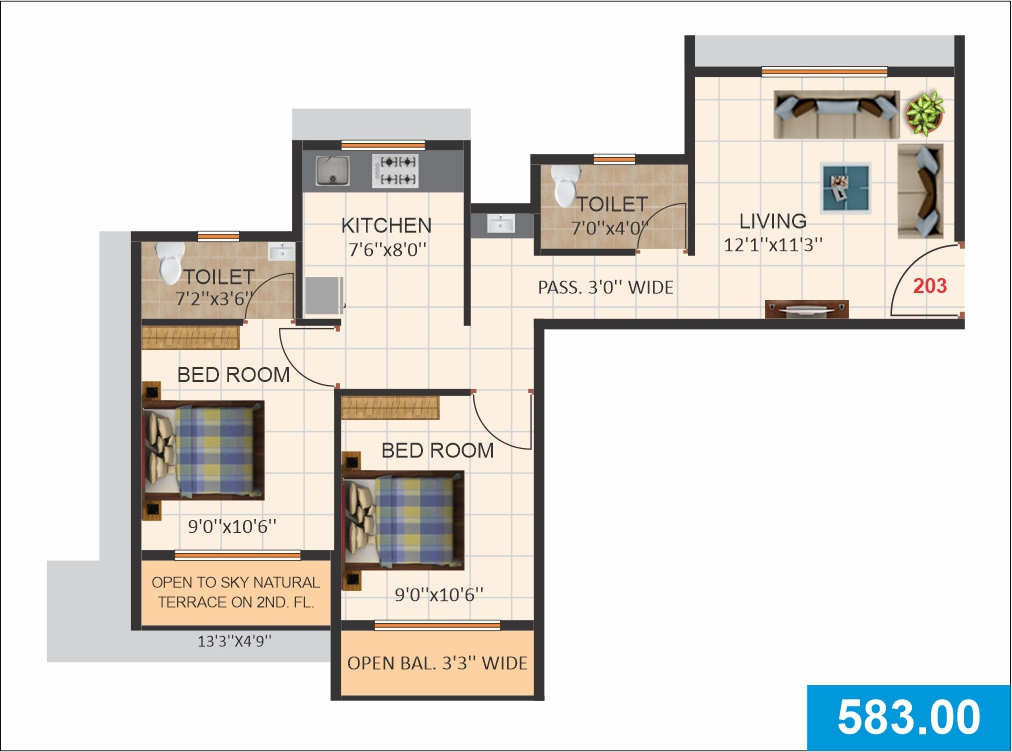 KITCHEN
7'6''x8'0''
TOILET
7'0''x4'0''
LIVING
12'1''x11'3''
TOILET
7'2''x3'6''
PASS. 3'0'' WIDE
203
BED ROOM
9'0''x10'6''
BED ROOM
9'0''x10'6''
OPEN TO SKY NATURAL
TERRACE ON 2ND. FL.
13'3''X4'9''
OPEN BAL. 3'3'' WIDE
583.00